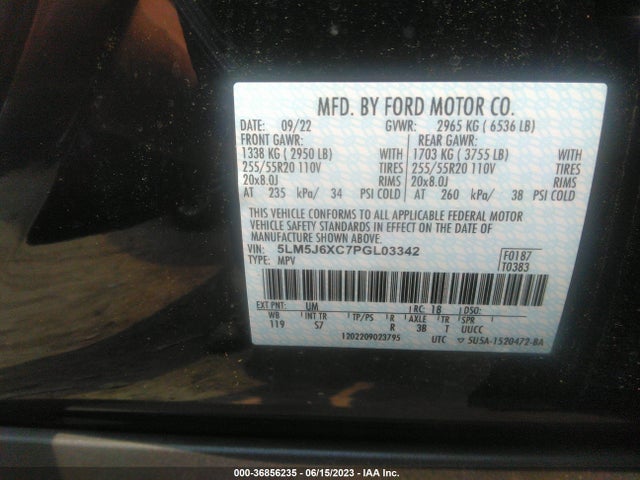 MFD. BY FORD MOTOR CO.
DATE: 09/22 GVWR: 2965 KG ( 6536 LB)
FRONT GAWR: REAR GAWR:
1338 KG ( 2950 LB) WITH 1703 KG ( 3755 LB) WITH
255/55R20 110V TIRES 255/55R20 110V TIRES
20x8.0J RIMS 20x8.0J RIMS
AT 235 kPa/ 34 PSI COLD AT 260 kPa/ 38 PSI COLD
THIS VEHICLE CONFORMS TO ALL APPLICABLE FEDERAL MOTOR
VEHICLE SAFETY STANDARDS IN EFFECT ON THE DATE OF
MANUFACTURE SHOWN ABOVE.
VIN: 5LM5J6XC7PGL03342 F0187
TYPE: MPV T0383
EXT PNT: UM RC: 18 DSO:
WB INT TR TP/PS R AXLE TR SPR
119 S7 R 3B T UUCC
1202209023795 UTC ▽ 5U5A-1520472-BA
000-36856235 - 06/15/2023 - IAA Inc.